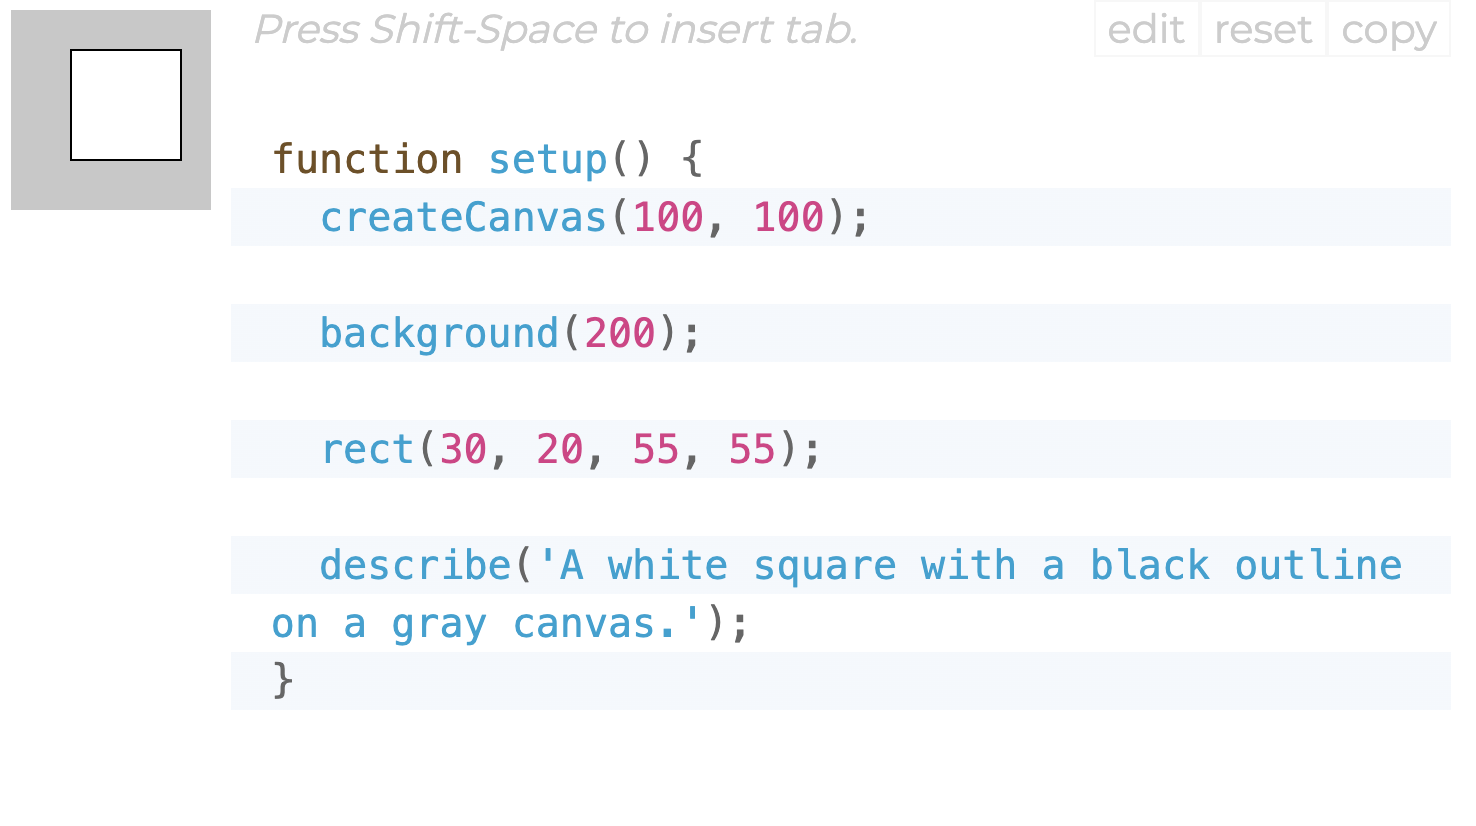 Press Shift-Space to insert tab.
edit reset copy
function setup() {
  createCanvas(100, 100);
  background(200);
  rect(30, 20, 55, 55);
  describe('A white square with a black outline
on a gray canvas.');
}